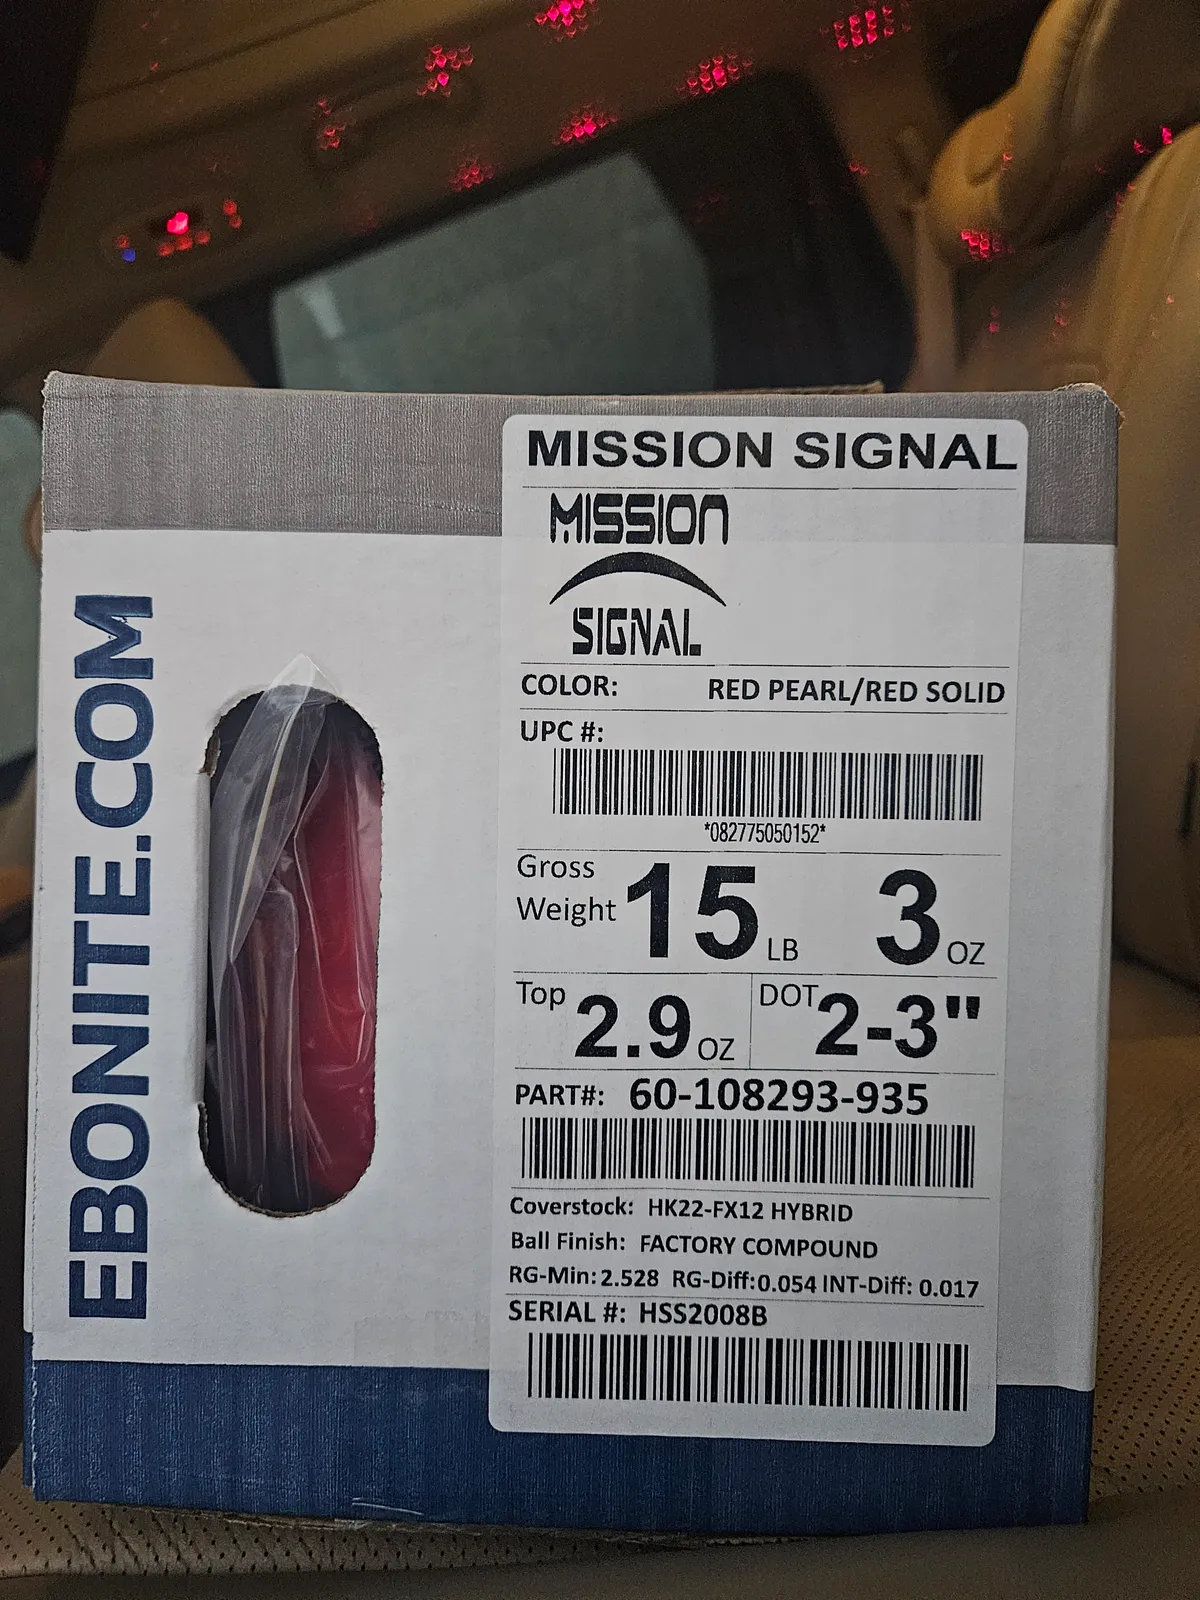 EBONITE.COM
MISSION SIGNAL
MISSION
SIGNAL
COLOR: RED PEARL/RED SOLID
UPC #:
*082775050152*
Gross Weight 15 LB 3 OZ
Top 2.9 OZ DOT 2-3"
PART#: 60-108293-935
Coverstock: HK22-FX12 HYBRID
Ball Finish: FACTORY COMPOUND
RG-Min: 2.528 RG-Diff: 0.054 INT-Diff: 0.017
SERIAL #: HSS2008B